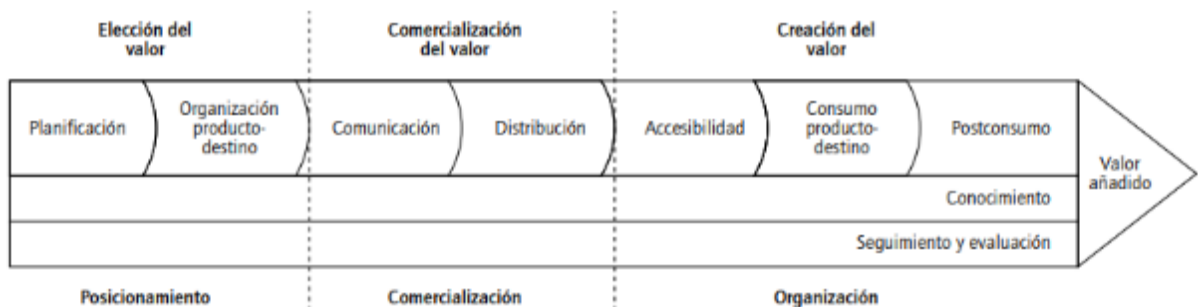 Elección del
valor
Comercialización
del valor
Creación del
valor
Planificación
Organización
producto-
destino
Comunicación
Distribución
Accesibilidad
Consumo
producto-
destino
Postconsumo
Valor
añadido
Conocimiento
Seguimiento y evaluación
Posicionamiento
Comercialización
Organización